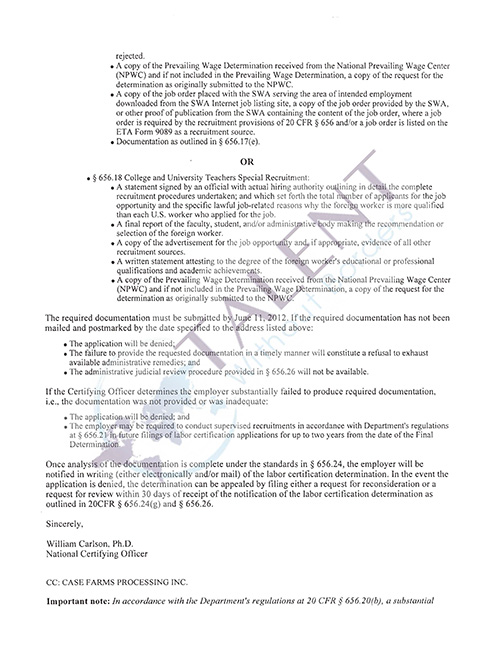 rejected.
• A copy of the Prevailing Wage Determination received from the National Prevailing Wage Center
(NPWC) and if not included in the Prevailing Wage Determination, a copy of the request for the
determination as originally submitted to the NPWC.
• A copy of the job order placed with the SWA serving the area of intended employment
downloaded from the SWA Internet job listing site, a copy of the job order provided by the SWA,
or other proof of publication from the SWA containing the content of the job order, where a job
order is required by the recruitment provisions of 20 CFR § 656 and/or a job order is listed on the
ETA Form 9089 as a recruitment source.
• Documentation as outlined in § 656.17(e).
OR
• § 656.18 College and University Teachers Special Recruitment:
• A statement signed by an official with actual hiring authority outlining in detail the complete
recruitment procedures undertaken; and which set forth the total number of applicants for the job
opportunity and the specific lawful job-related reasons why the foreign worker is more qualified
than each U.S. worker who applied for the job.
• A final report of the faculty, student, and/or administrative body making the recommendation or
selection of the foreign worker.
• A copy of the advertisement for the job opportunity and, if appropriate, evidence of all other
recruitment sources.
• A written statement attesting to the degree of the foreign worker's educational or professional
qualifications and academic achievements.
• A copy of the Prevailing Wage Determination received from the National Prevailing Wage Center
(NPWC) and if not included in the Prevailing Wage Determination, a copy of the request for the
determination as originally submitted to the NPWC.
The required documentation must be submitted by June 11, 2012. If the required documentation has not been
mailed and postmarked by the date specified to the address listed above:
• The application will be denied;
• The failure to provide the requested documentation in a timely manner will constitute a refusal to exhaust
available administrative remedies; and
• The administrative judicial review procedure provided in § 656.26 will not be available.
If the Certifying Officer determines the employer substantially failed to produce required documentation,
i.e., the documentation was not provided or was inadequate:
• The application will be denied; and
• The employer may be required to conduct supervised recruitments in accordance with Department's regulations
at § 656.21 in future filings of labor certification applications for up to two years from the date of the Final
Determination.
Once analysis of the documentation is complete under the standards in § 656.24, the employer will be
notified in writing (either electronically and/or mail) of the labor certification determination. In the event the
application is denied, the determination can be appealed by filing either a request for reconsideration or a
request for review within 30 days of receipt of the notification of the labor certification determination as
outlined in 20CFR § 656.24(g) and § 656.26.
Sincerely,
William Carlson, Ph.D.
National Certifying Officer
CC: CASE FARMS PROCESSING INC.
Important note: In accordance with the Department's regulations at 20 CFR § 656.20(b), a substantial
TALENT
Without Borders